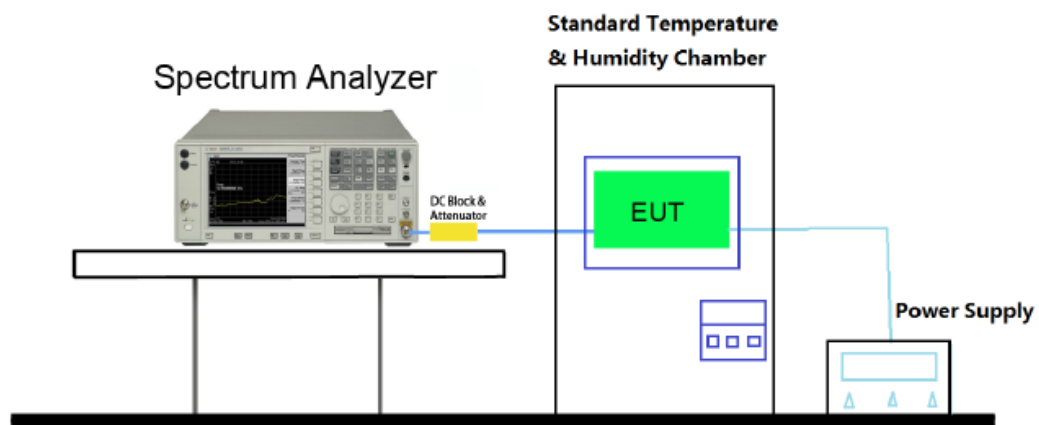 Standard Temperature
& Humidity Chamber
Spectrum Analyzer
DC Block &
Attenuator
EUT
Power Supply